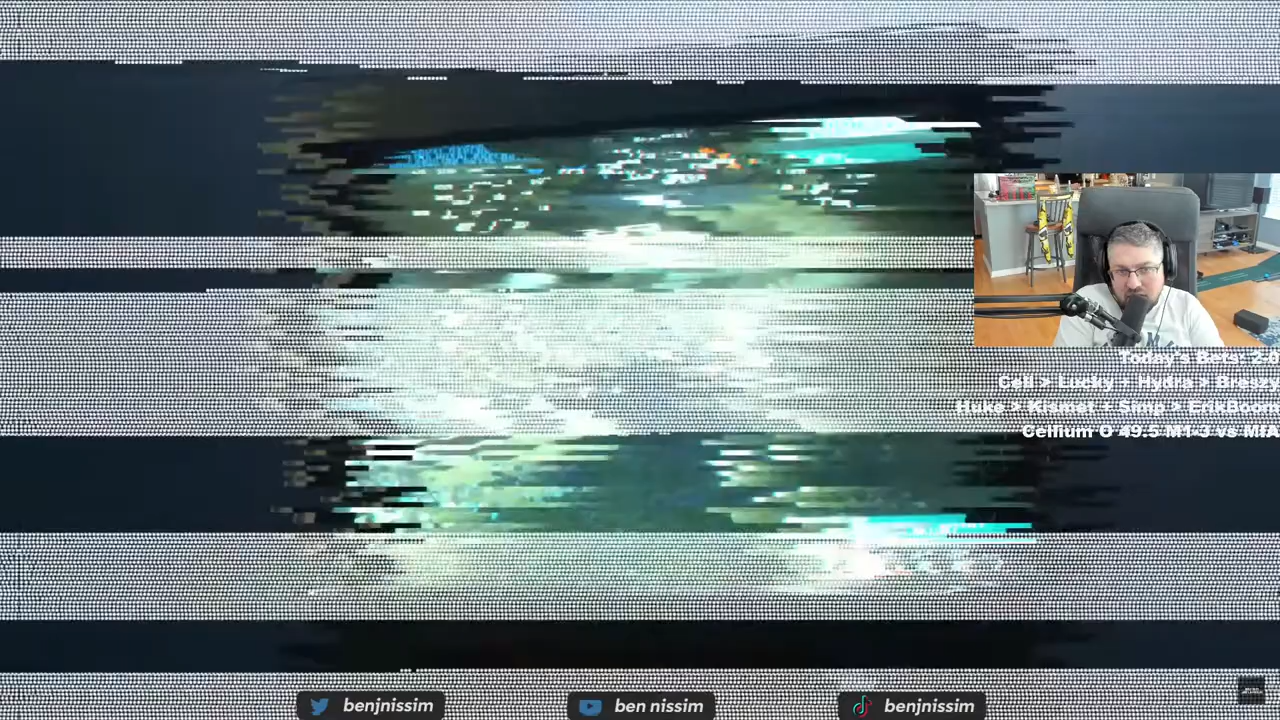 Today's Bets: 2.0
Cell > Lucky + Hydra > Breszy
Huke > Kismet + Simp > ErikBoon
Cellium O 49.5 M1-3 vs MIA
benjnissim
ben nissim
benjnissim